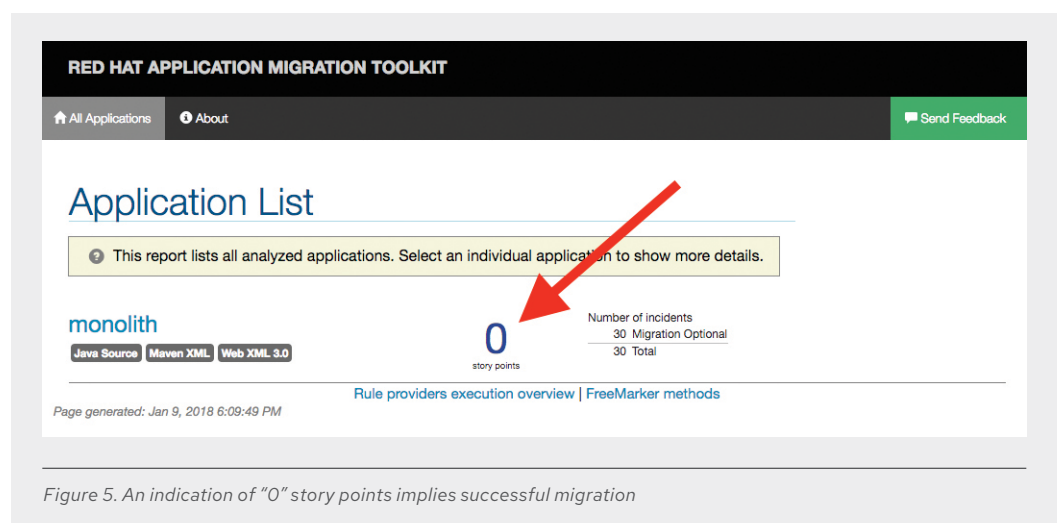 RED HAT APPLICATION MIGRATION TOOLKIT
All Applications About Send Feedback
Application List
This report lists all analyzed applications. Select an individual application to show more details.
monolith
Java Source Maven XML Web XML 3.0
0
story points
Number of incidents
30 Migration Optional
30 Total
Rule providers execution overview | FreeMarker methods
Page generated: Jan 9, 2018 6:09:49 PM
Figure 5. An indication of "0" story points implies successful migration